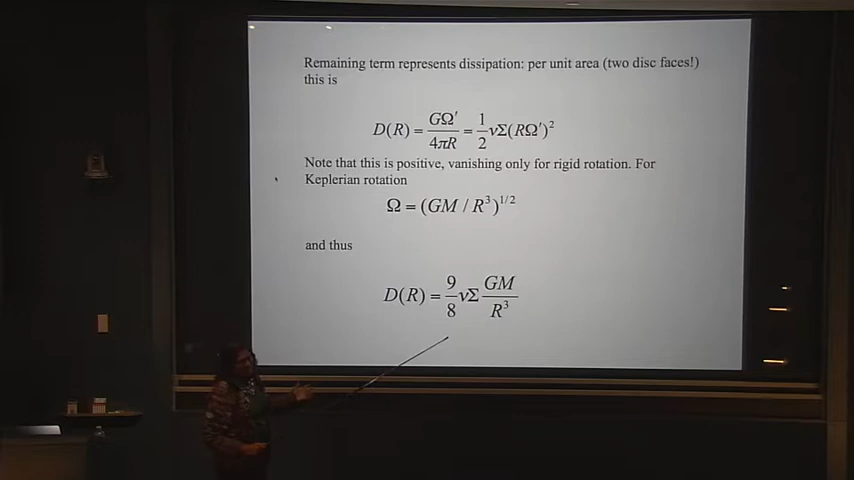 Remaining term represents dissipation: per unit area (two disc faces!)
this is
D(R) = GΩ′/4πR = 1/2 νΣ(RΩ′)²
Note that this is positive, vanishing only for rigid rotation. For
Keplerian rotation
Ω = (GM / R³)^1/2
and thus
D(R) = 9/8 νΣ GM/R³